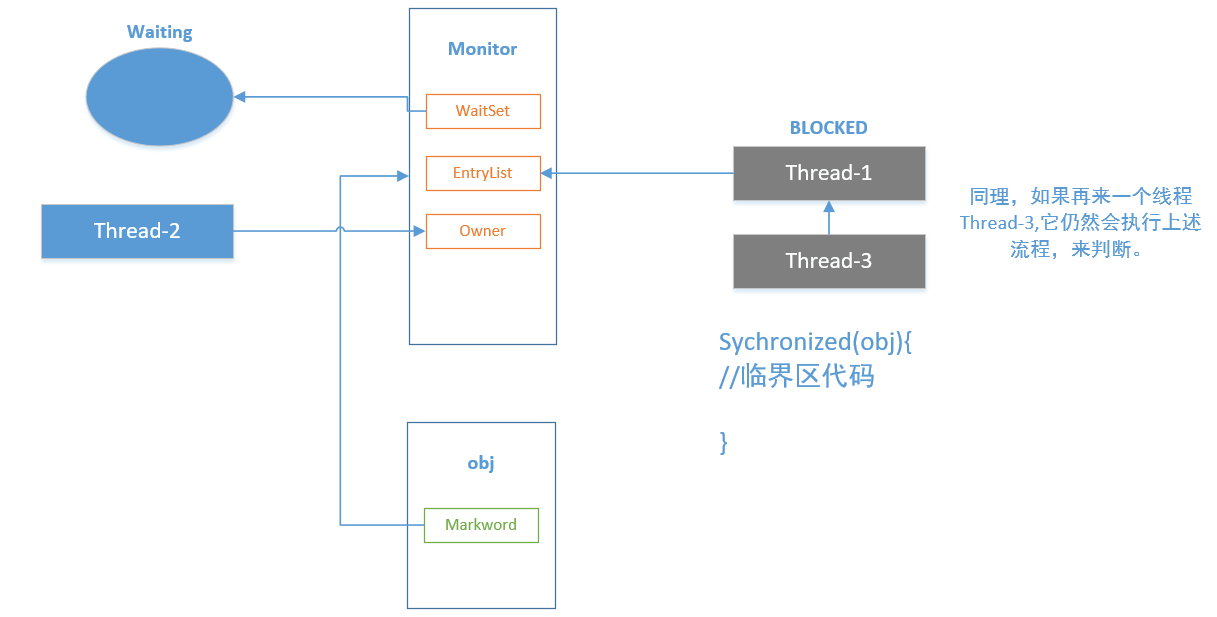 Waiting
Monitor
WaitSet
EntryList
Owner
Thread-2
BLOCKED
Thread-1
Thread-3
同理，如果再来一个线程
Thread-3,它仍然会执行上述
流程，来判断。
Sychronized(obj){
//临界区代码
}
obj
Markword